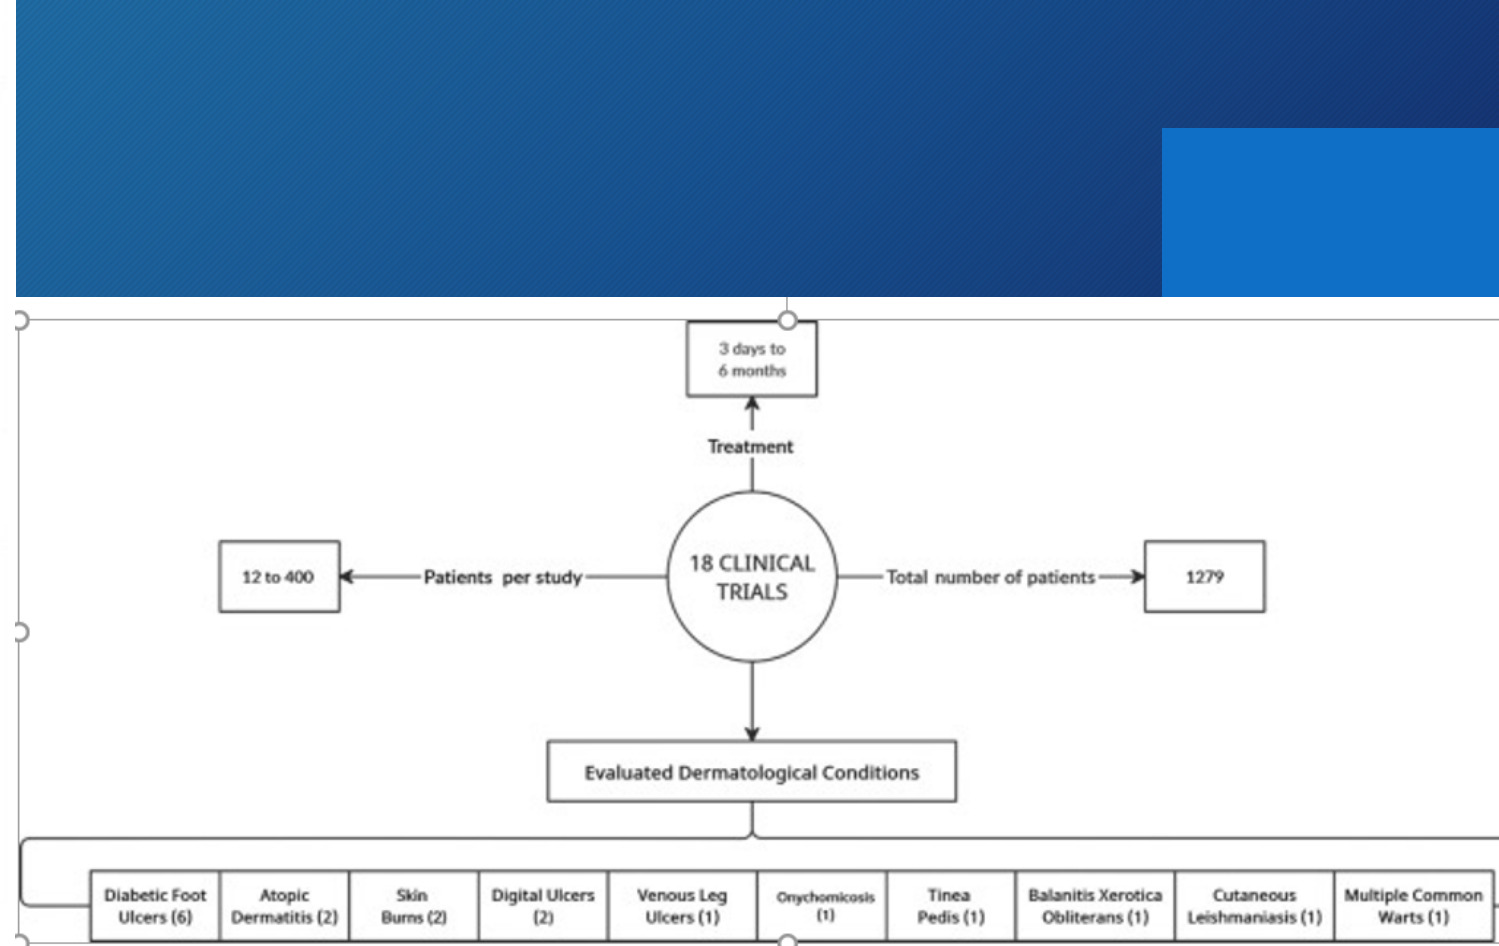 3 days to
6 months
Treatment
12 to 400
Patients per study
18 CLINICAL
TRIALS
Total number of patients
1279
Evaluated Dermatological Conditions
Diabetic Foot
Ulcers (6)
Atopic
Dermatitis (2)
Skin
Burns (2)
Digital Ulcers
(2)
Venous Leg
Ulcers (1)
Onychomicosis
(1)
Tinea
Pedis (1)
Balanitis Xerotica
Obliterans (1)
Cutaneous
Leishmaniasis (1)
Multiple Common
Warts (1)